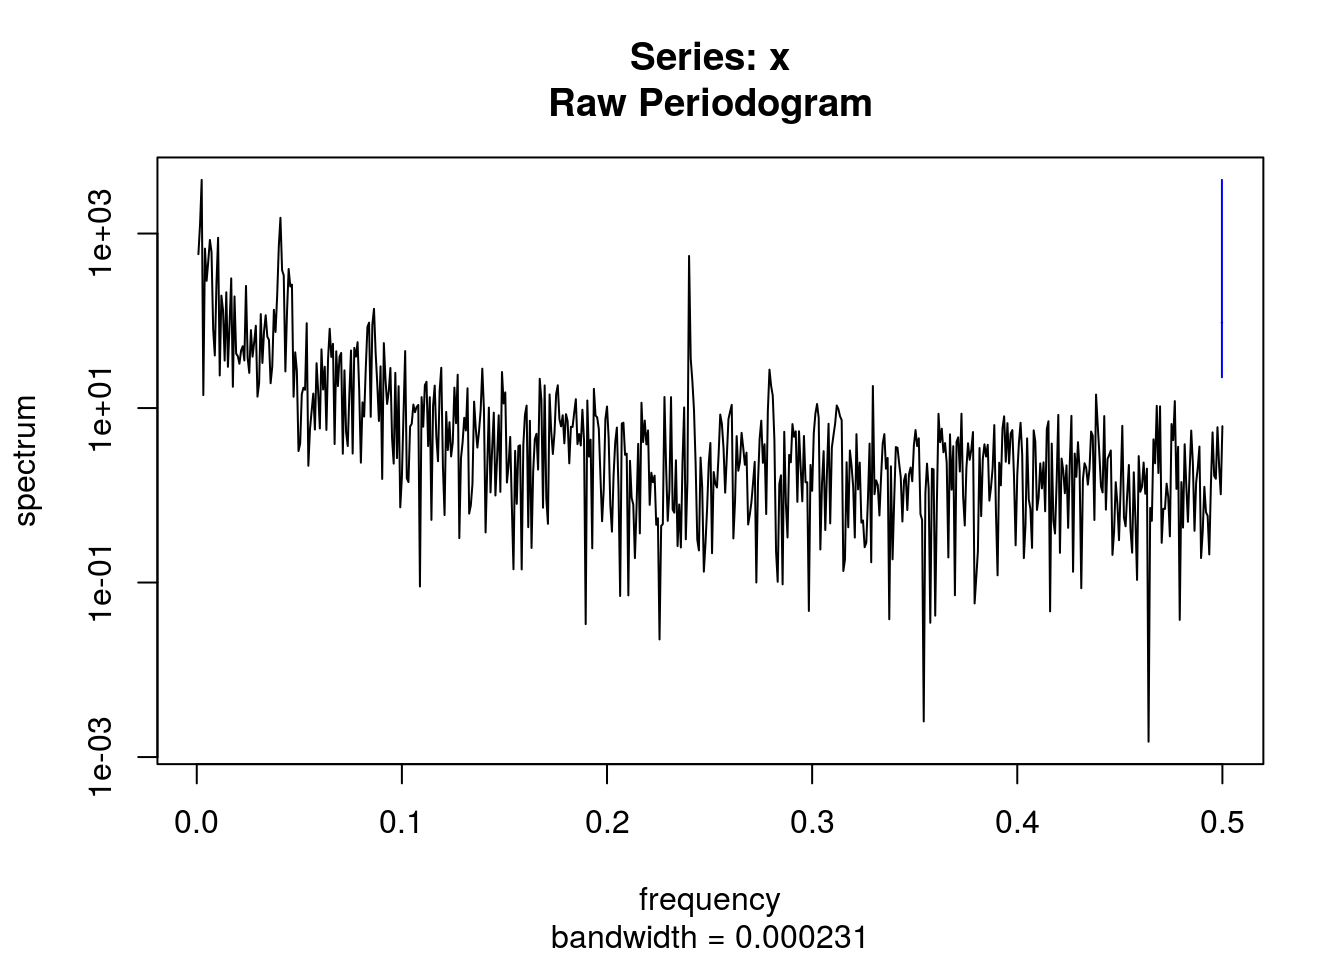 Series: x
Raw Periodogram
spectrum
1e+03
1e+01
1e-01
1e-03
0.0 0.1 0.2 0.3 0.4 0.5
frequency
bandwidth = 0.000231